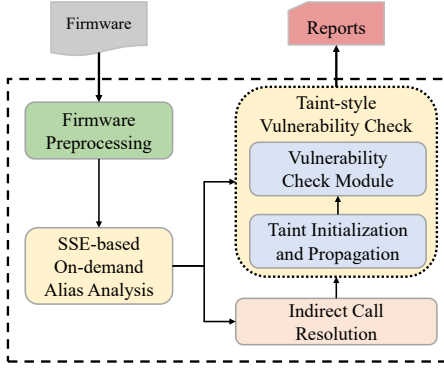 Firmware
Reports
Firmware
Preprocessing
SSE-based
On-demand
Alias Analysis
Taint-style
Vulnerability Check
Vulnerability
Check Module
Taint Initialization
and Propagation
Indirect Call
Resolution